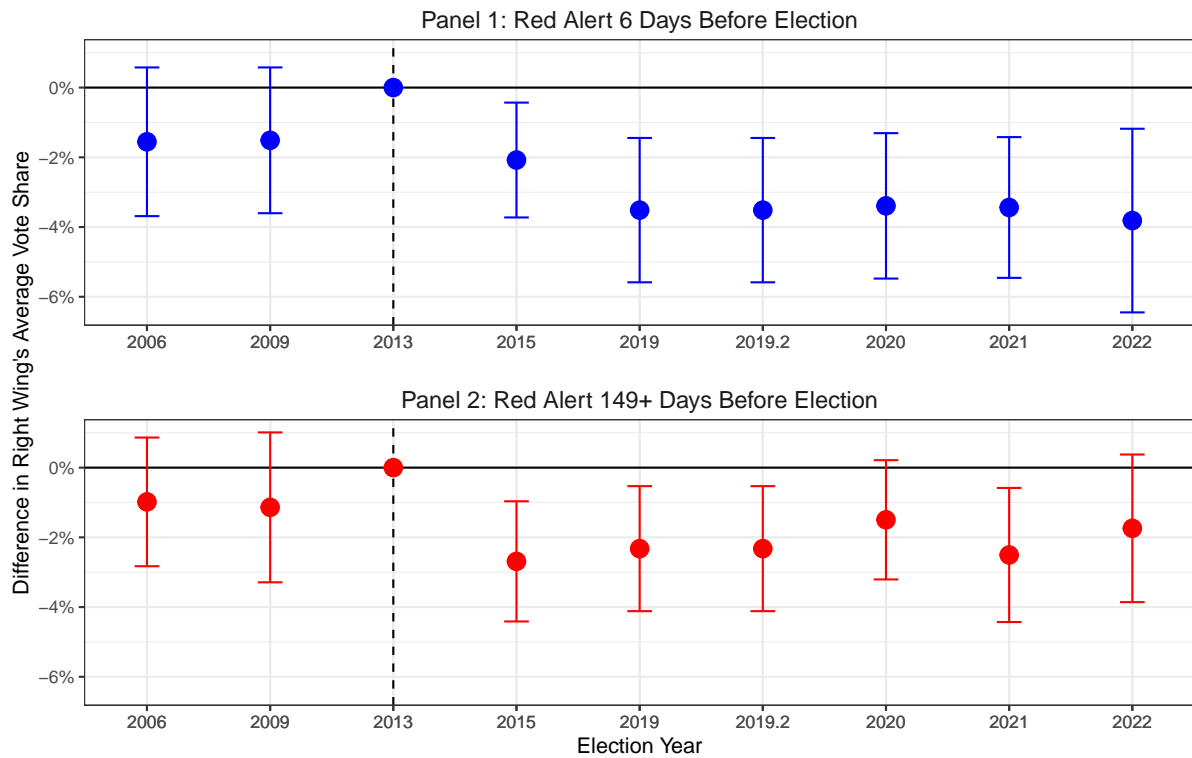 Panel 1: Red Alert 6 Days Before Election
0%
−2%
−4%
−6%
2006 2009 2013 2015 2019 2019.2 2020 2021 2022
Difference in Right Wing's Average Vote Share
Panel 2: Red Alert 149+ Days Before Election
0%
−2%
−4%
−6%
2006 2009 2013 2015 2019 2019.2 2020 2021 2022
Election Year